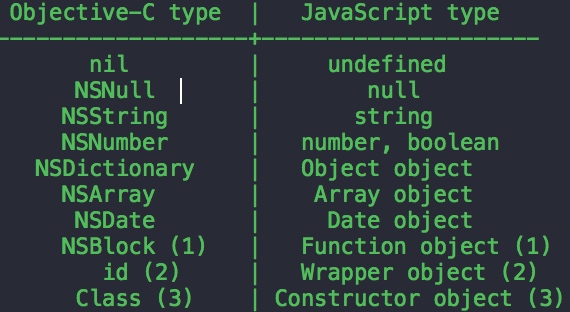 Objective-C type | JavaScript type
--------------------+---------------------
nil | undefined
NSNull | null
NSString | string
NSNumber | number, boolean
NSDictionary | Object object
NSArray | Array object
NSDate | Date object
NSBlock (1) | Function object (1)
id (2) | Wrapper object (2)
Class (3) | Constructor object (3)